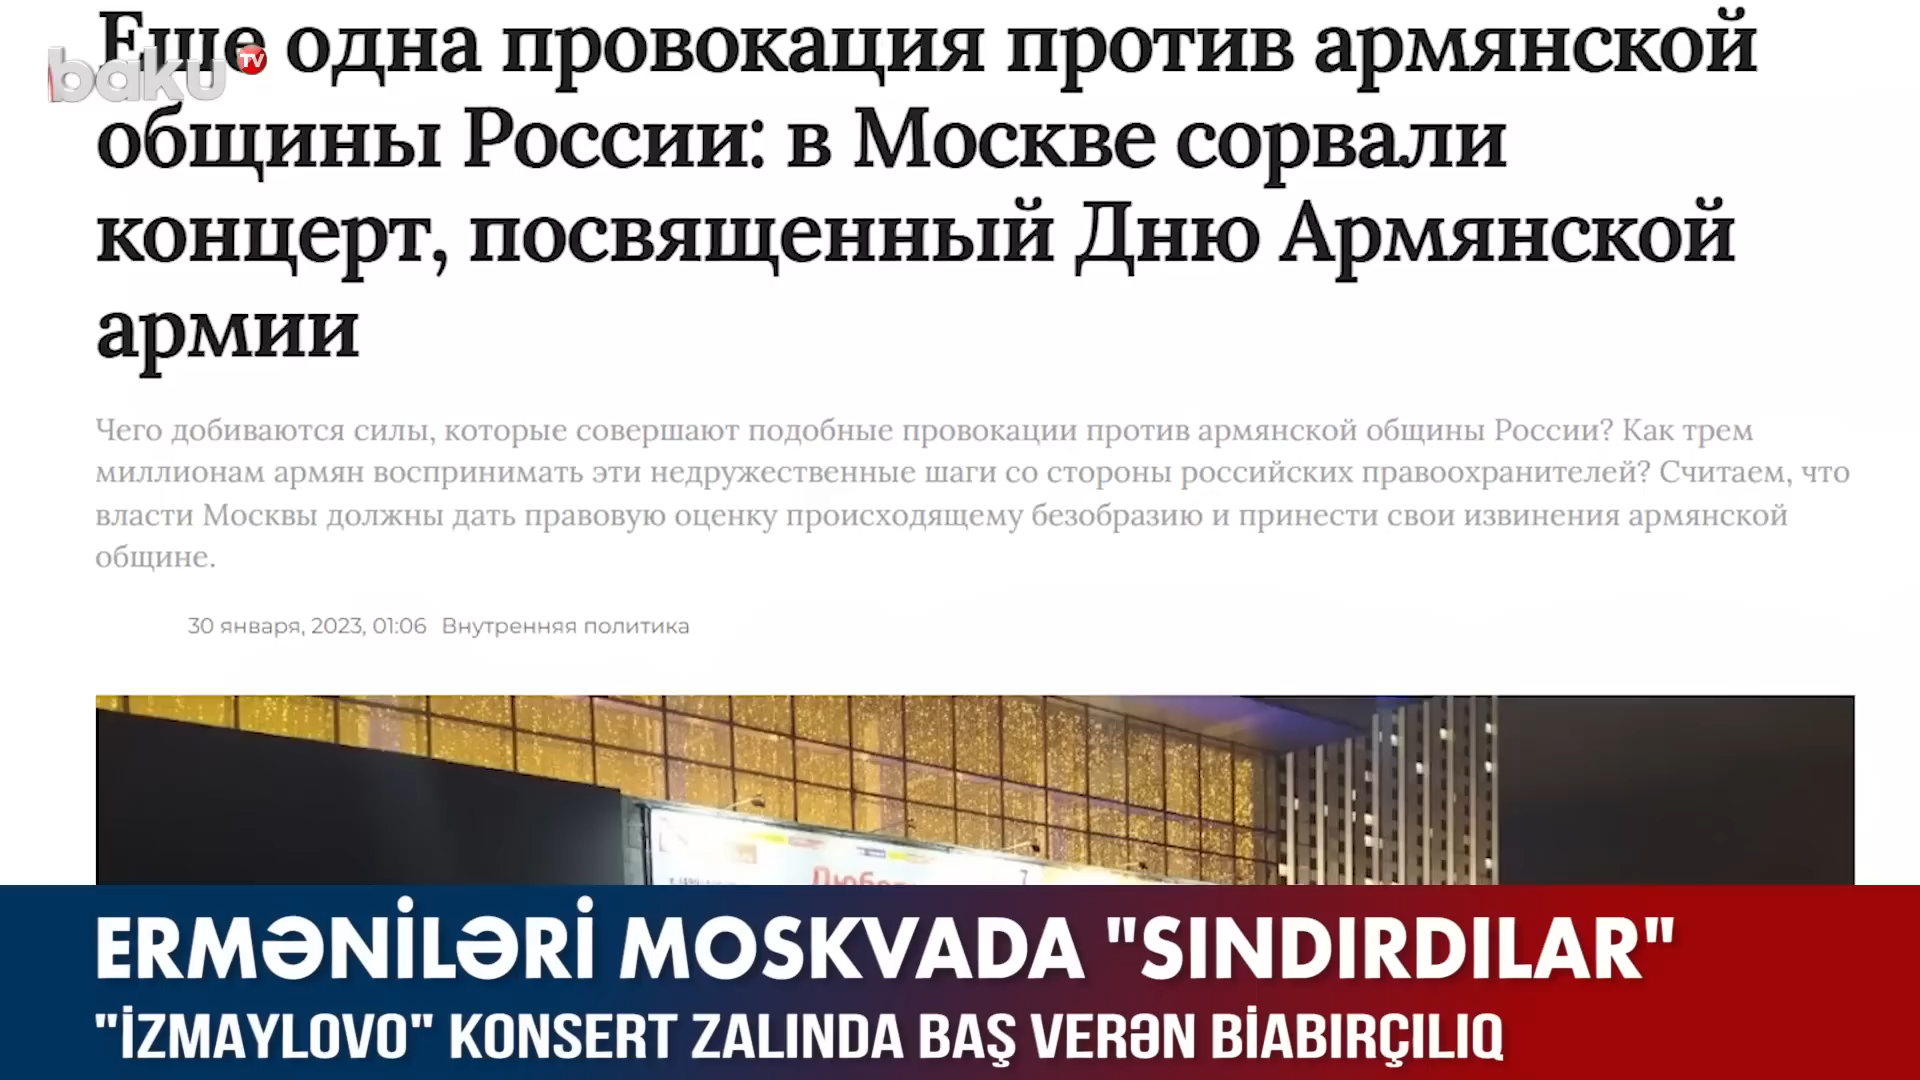 baku TV
Еще одна провокация против армянской
общины России: в Москве сорвали
концерт, посвященный Дню Армянской
армии
Чего добиваются силы, которые совершают подобные провокации против армянской общины России? Как трем
миллионам армян воспринимать эти недружественные шаги со стороны российских правоохранителей? Считаем, что
власти Москвы должны дать правовую оценку происходящему безобразию и принести свои извинения армянской
общине.
30 января, 2023, 01:06 Внутренняя политика
ERMƏNİLƏRİ MOSKVADA "SINDIRDILAR"
"İZMAYLOVO" KONSERT ZALINDA BAŞ VERƏN BİABIRÇILIQ